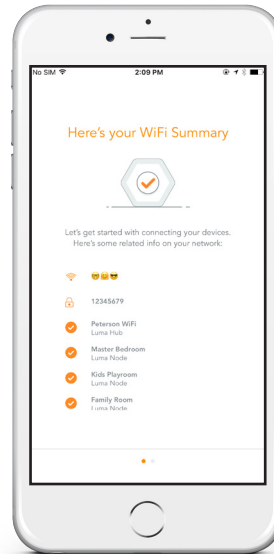 No SIM
2:09 PM
Here's your WiFi Summary
Let's get started with connecting your devices.
Here's some related info on your network:
🤓😊😎
12345679
Peterson WiFi
Luma Hub
Master Bedroom
Luma Node
Kids Playroom
Luma Node
Family Room
Luma Node